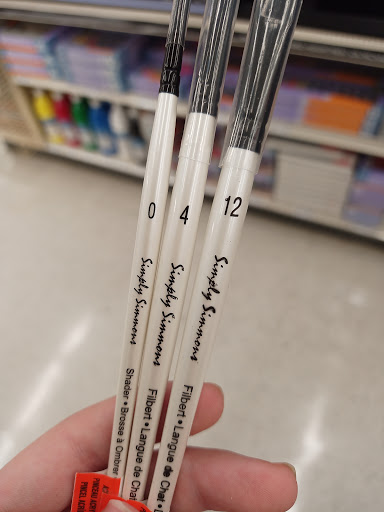 0
Simply Simmons
Shader • Brosse à Ombrer
4
Simply Simmons
Filbert • Langue de Chat
12
Simply Simmons
Filbert • Langue de Chat •